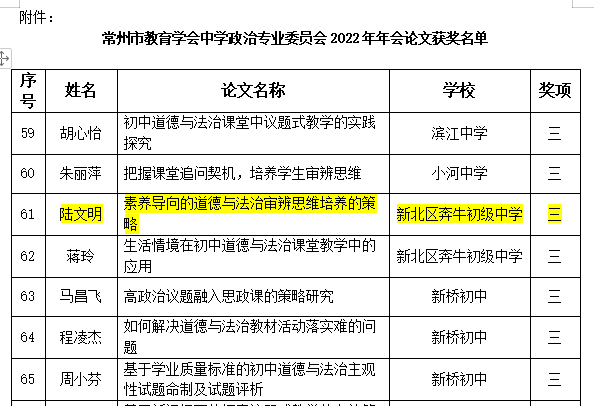 附件：
常州市教育学会中学政治专业委员会 2022 年年会论文获奖名单
序号 姓名 论文名称 学校 奖项
59 胡心怡 初中道德与法治课堂中议题式教学的实践探究 滨江中学 三
60 朱丽萍 把握课堂追问契机，培养学生审辨思维 小河中学 三
61 陆文明 素养导向的道德与法治审辨思维培养的策略 新北区奔牛初级中学 三
62 蒋玲 生活情境在初中道德与法治课堂教学中的应用 新北区奔牛初级中学 三
63 马昌飞 高政治议题融入思政课的策略研究 新桥初中 三
64 程凌杰 如何解决道德与法治教材活动落实难的问题 新桥初中 三
65 周小芬 基于学业质量标准的初中道德与法治主观性试题命制及试题评析 新桥初中 三